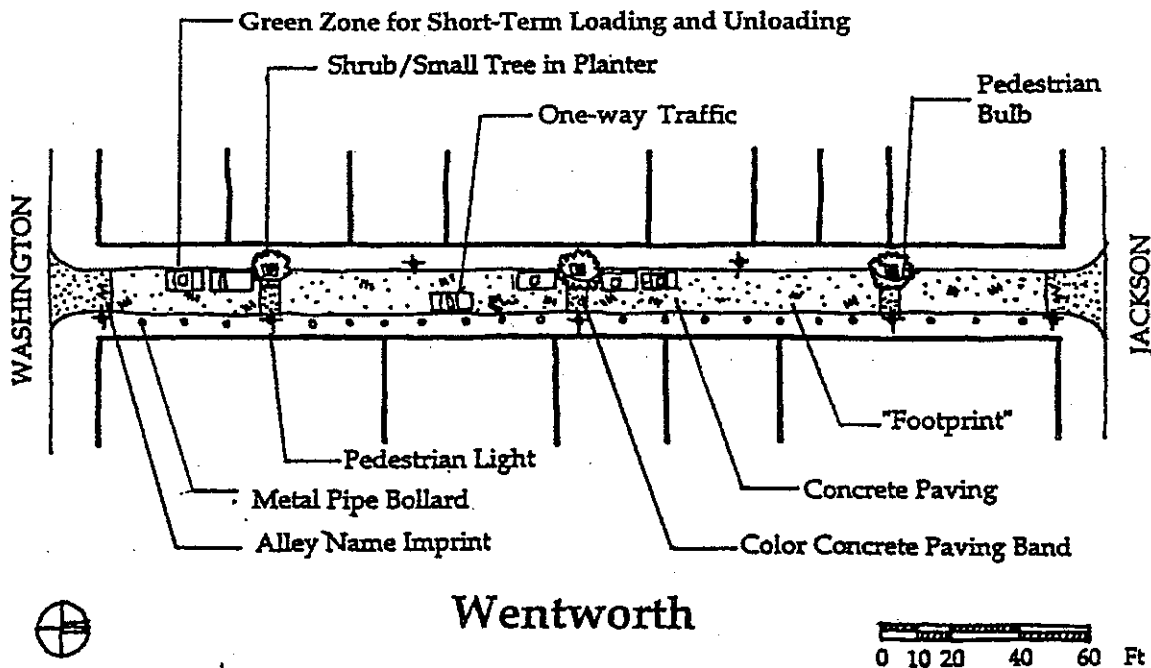 Green Zone for Short-Term Loading and Unloading
Shrub/Small Tree in Planter
One-way Traffic
Pedestrian
Bulb
WASHINGTON
JACKSON
"Footprint"
Pedestrian Light
Metal Pipe Bollard
Concrete Paving
Alley Name Imprint
Color Concrete Paving Band
Wentworth
0 10 20 40 60 Ft